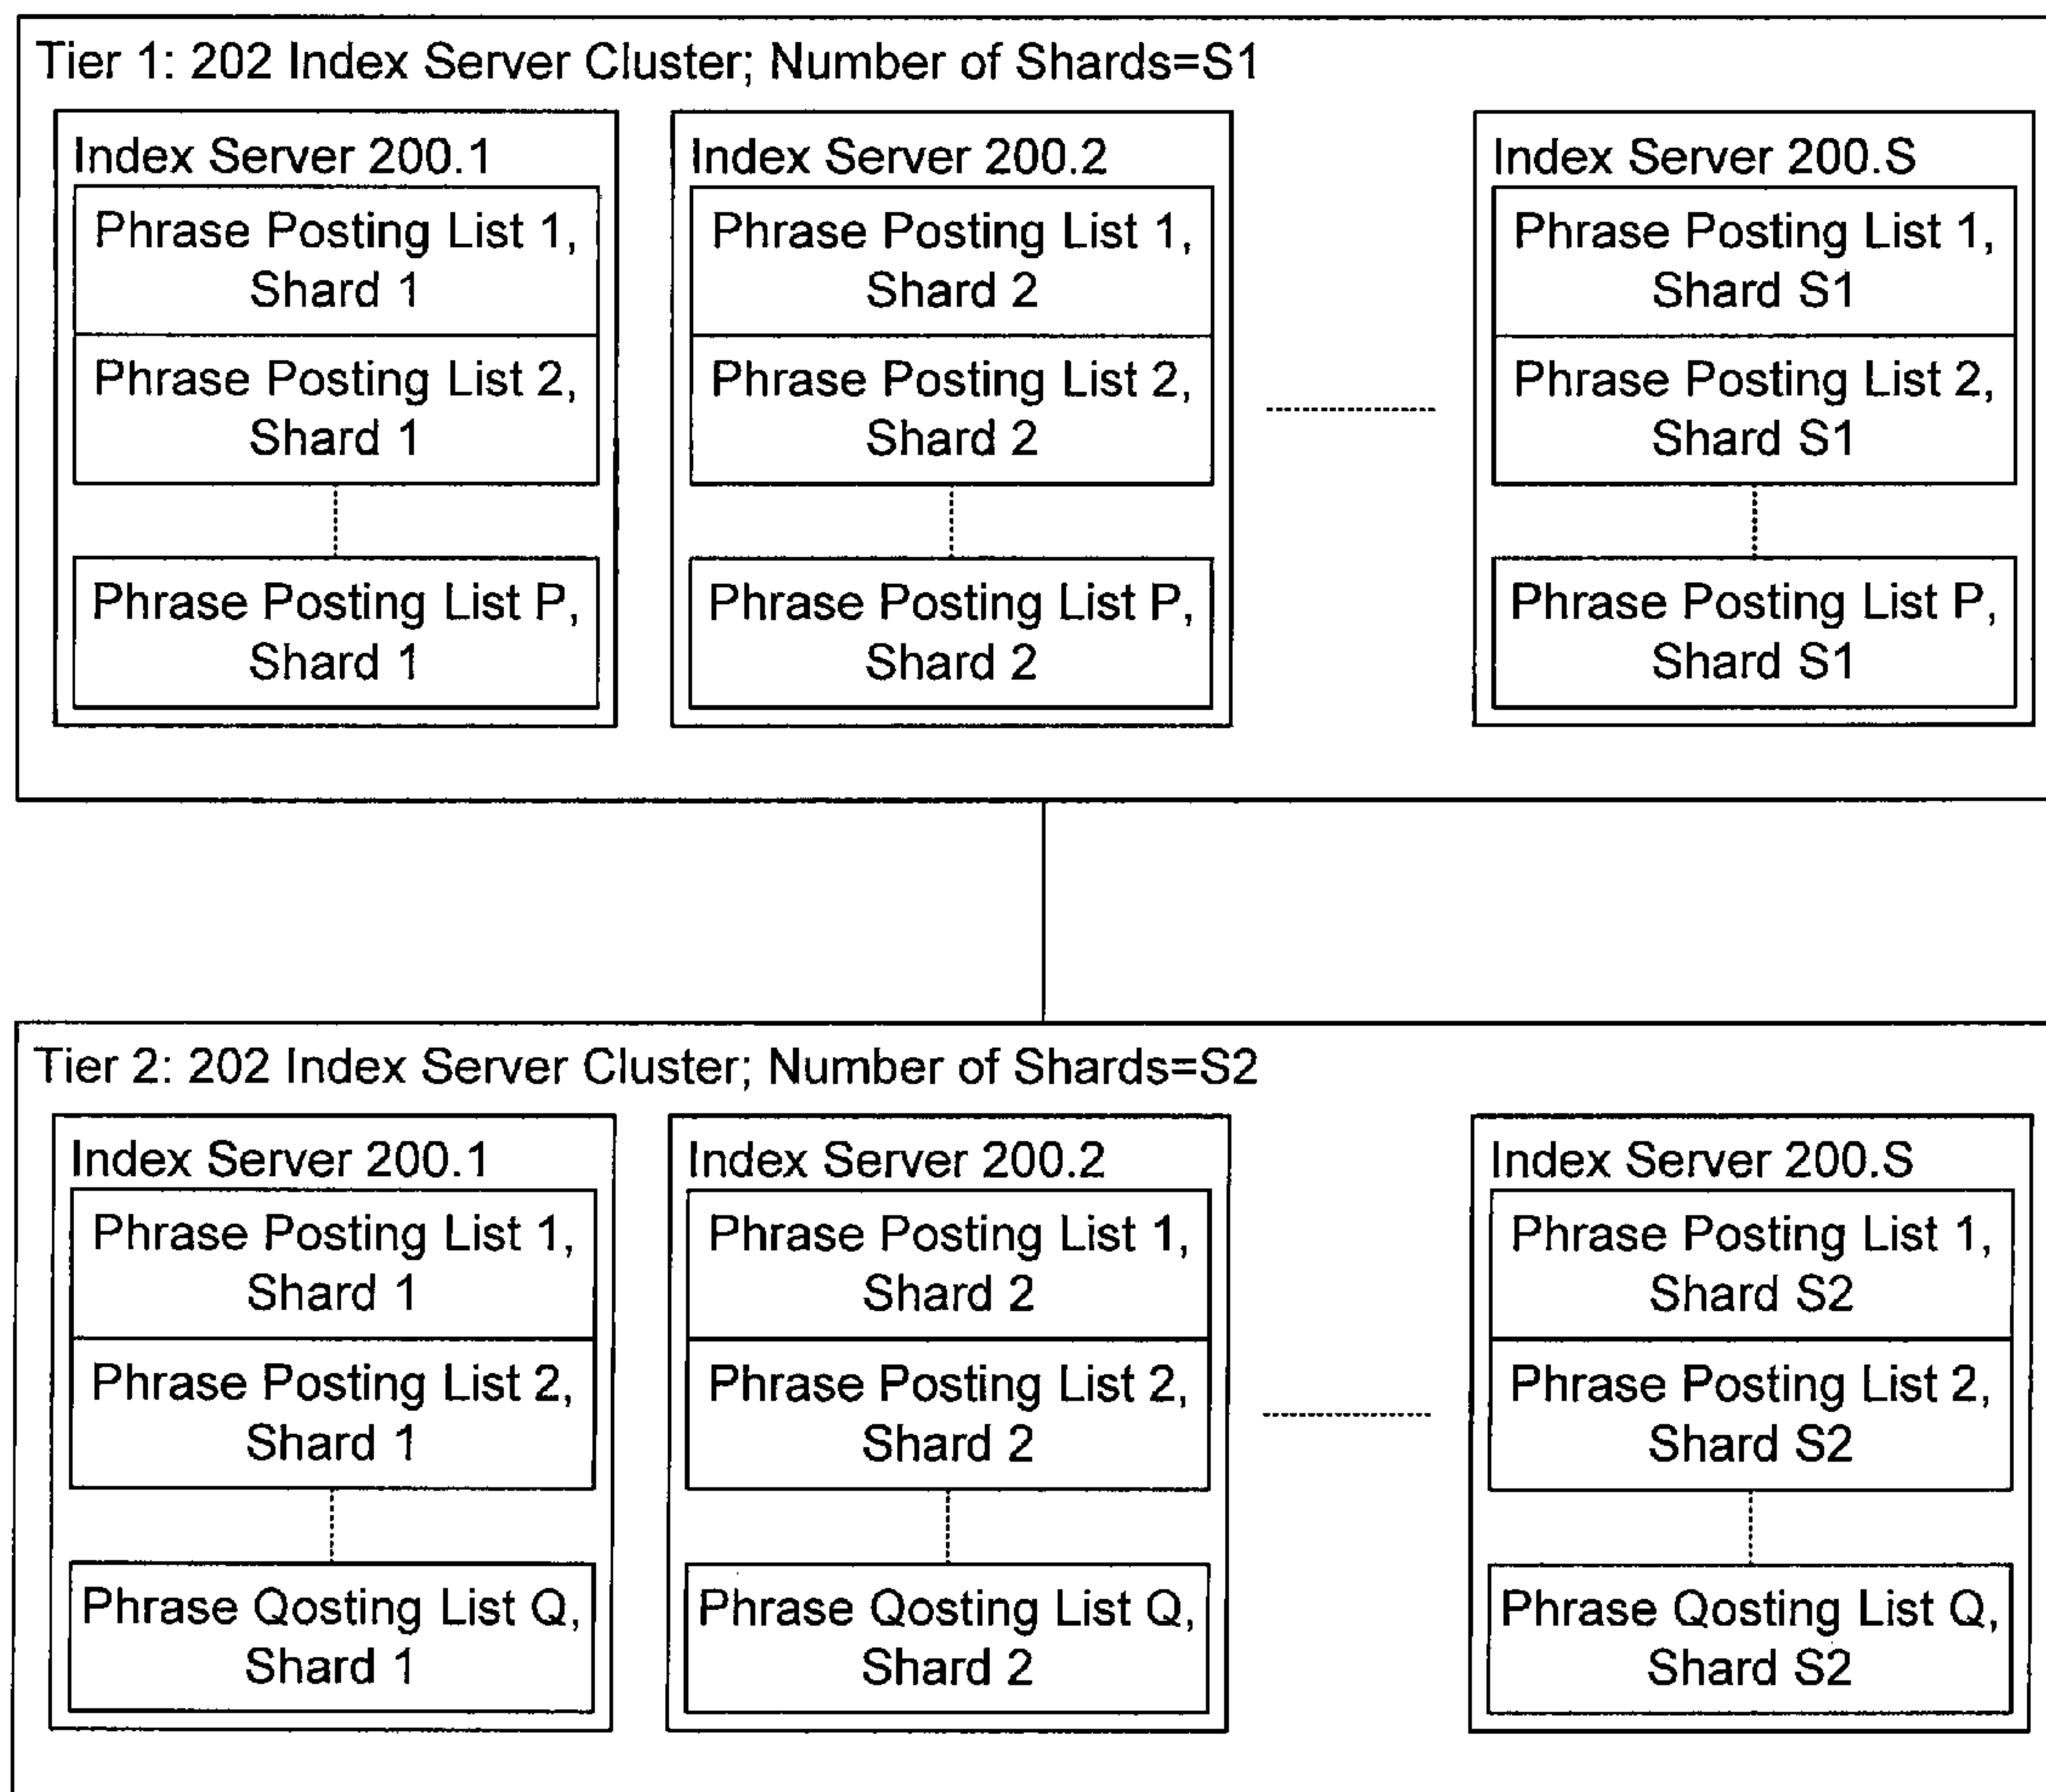 Tier 1: 202 Index Server Cluster; Number of Shards=S1
Index Server 200.1
Phrase Posting List 1,
Shard 1
Phrase Posting List 2,
Shard 1
Phrase Posting List P,
Shard 1
Index Server 200.2
Phrase Posting List 1,
Shard 2
Phrase Posting List 2,
Shard 2
Phrase Posting List P,
Shard 2
Index Server 200.S
Phrase Posting List 1,
Shard S1
Phrase Posting List 2,
Shard S1
Phrase Posting List P,
Shard S1
Tier 2: 202 Index Server Cluster; Number of Shards=S2
Index Server 200.1
Phrase Posting List 1,
Shard 1
Phrase Posting List 2,
Shard 1
Phrase Qosting List Q,
Shard 1
Index Server 200.2
Phrase Posting List 1,
Shard 2
Phrase Posting List 2,
Shard 2
Phrase Qosting List Q,
Shard 2
Index Server 200.S
Phrase Posting List 1,
Shard S2
Phrase Posting List 2,
Shard S2
Phrase Qosting List Q,
Shard S2